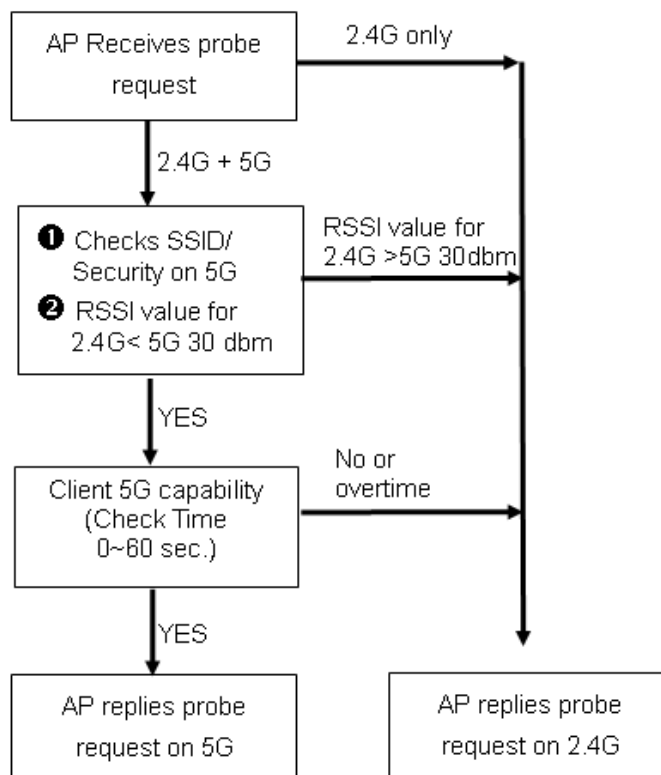 AP Receives probe
request
2.4G only
2.4G + 5G
❶ Checks SSID/
Security on 5G
❷ RSSI value for
2.4G< 5G 30 dbm
RSSI value for
2.4G >5G 30dbm
YES
Client 5G capability
(Check Time
0~60 sec.)
No or
overtime
YES
AP replies probe
request on 5G
AP replies probe
request on 2.4G